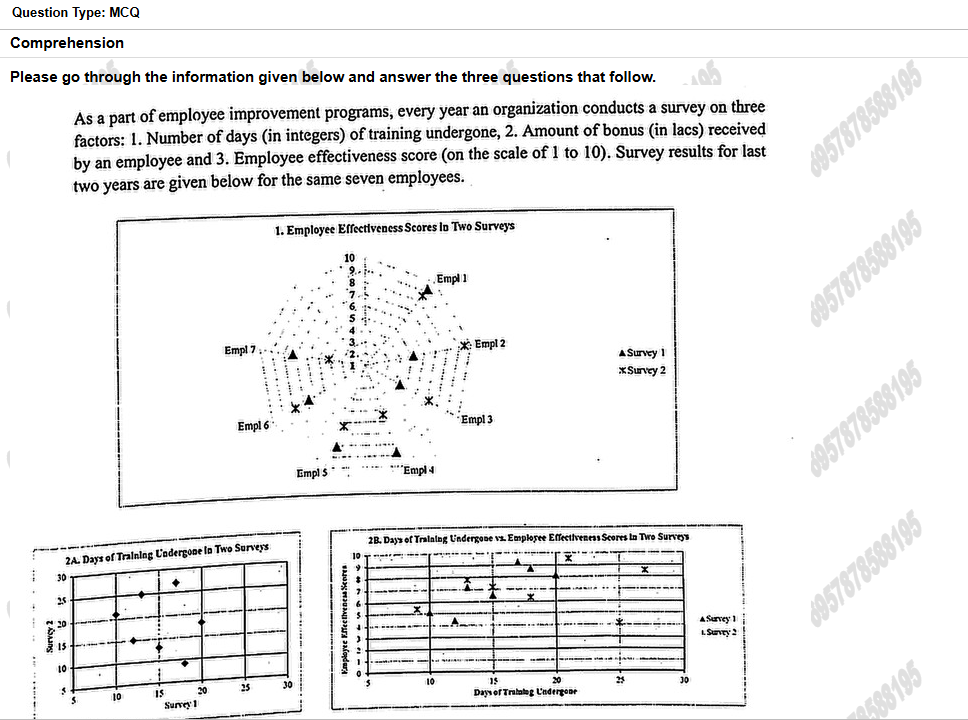 Question Type: MCQ
Comprehension
Please go through the information given below and answer the three questions that follow.
As a part of employee improvement programs, every year an organization conducts a survey on three
factors: 1. Number of days (in integers) of training undergone, 2. Amount of bonus (in lacs) received
by an employee and 3. Employee effectiveness score (on the scale of 1 to 10). Survey results for last
two years are given below for the same seven employees.
1. Employee Effectiveness Scores in Two Surveys
10
9
8
7
6
5
4
3
2
1
Empl 1
Empl 2
Empl 3
Empl 4
Empl 5
Empl 6
Empl 7
Survey 1
Survey 2
2A. Days of Training Undergone in Two Surveys
30
25
20
15
10
5
Survey 2
5 10 15 20 25 30
Survey 1
2B. Days of Training Undergone vs. Employee Effectiveness Scores in Two Surveys
10
9
8
7
6
5
4
3
2
1
0
Employee Effectiveness Scores
5 10 15 20 25 30
Days of Training Undergone
Survey 1
Survey 2
6957878588195
6957878588195
6957878588195
6957878588195